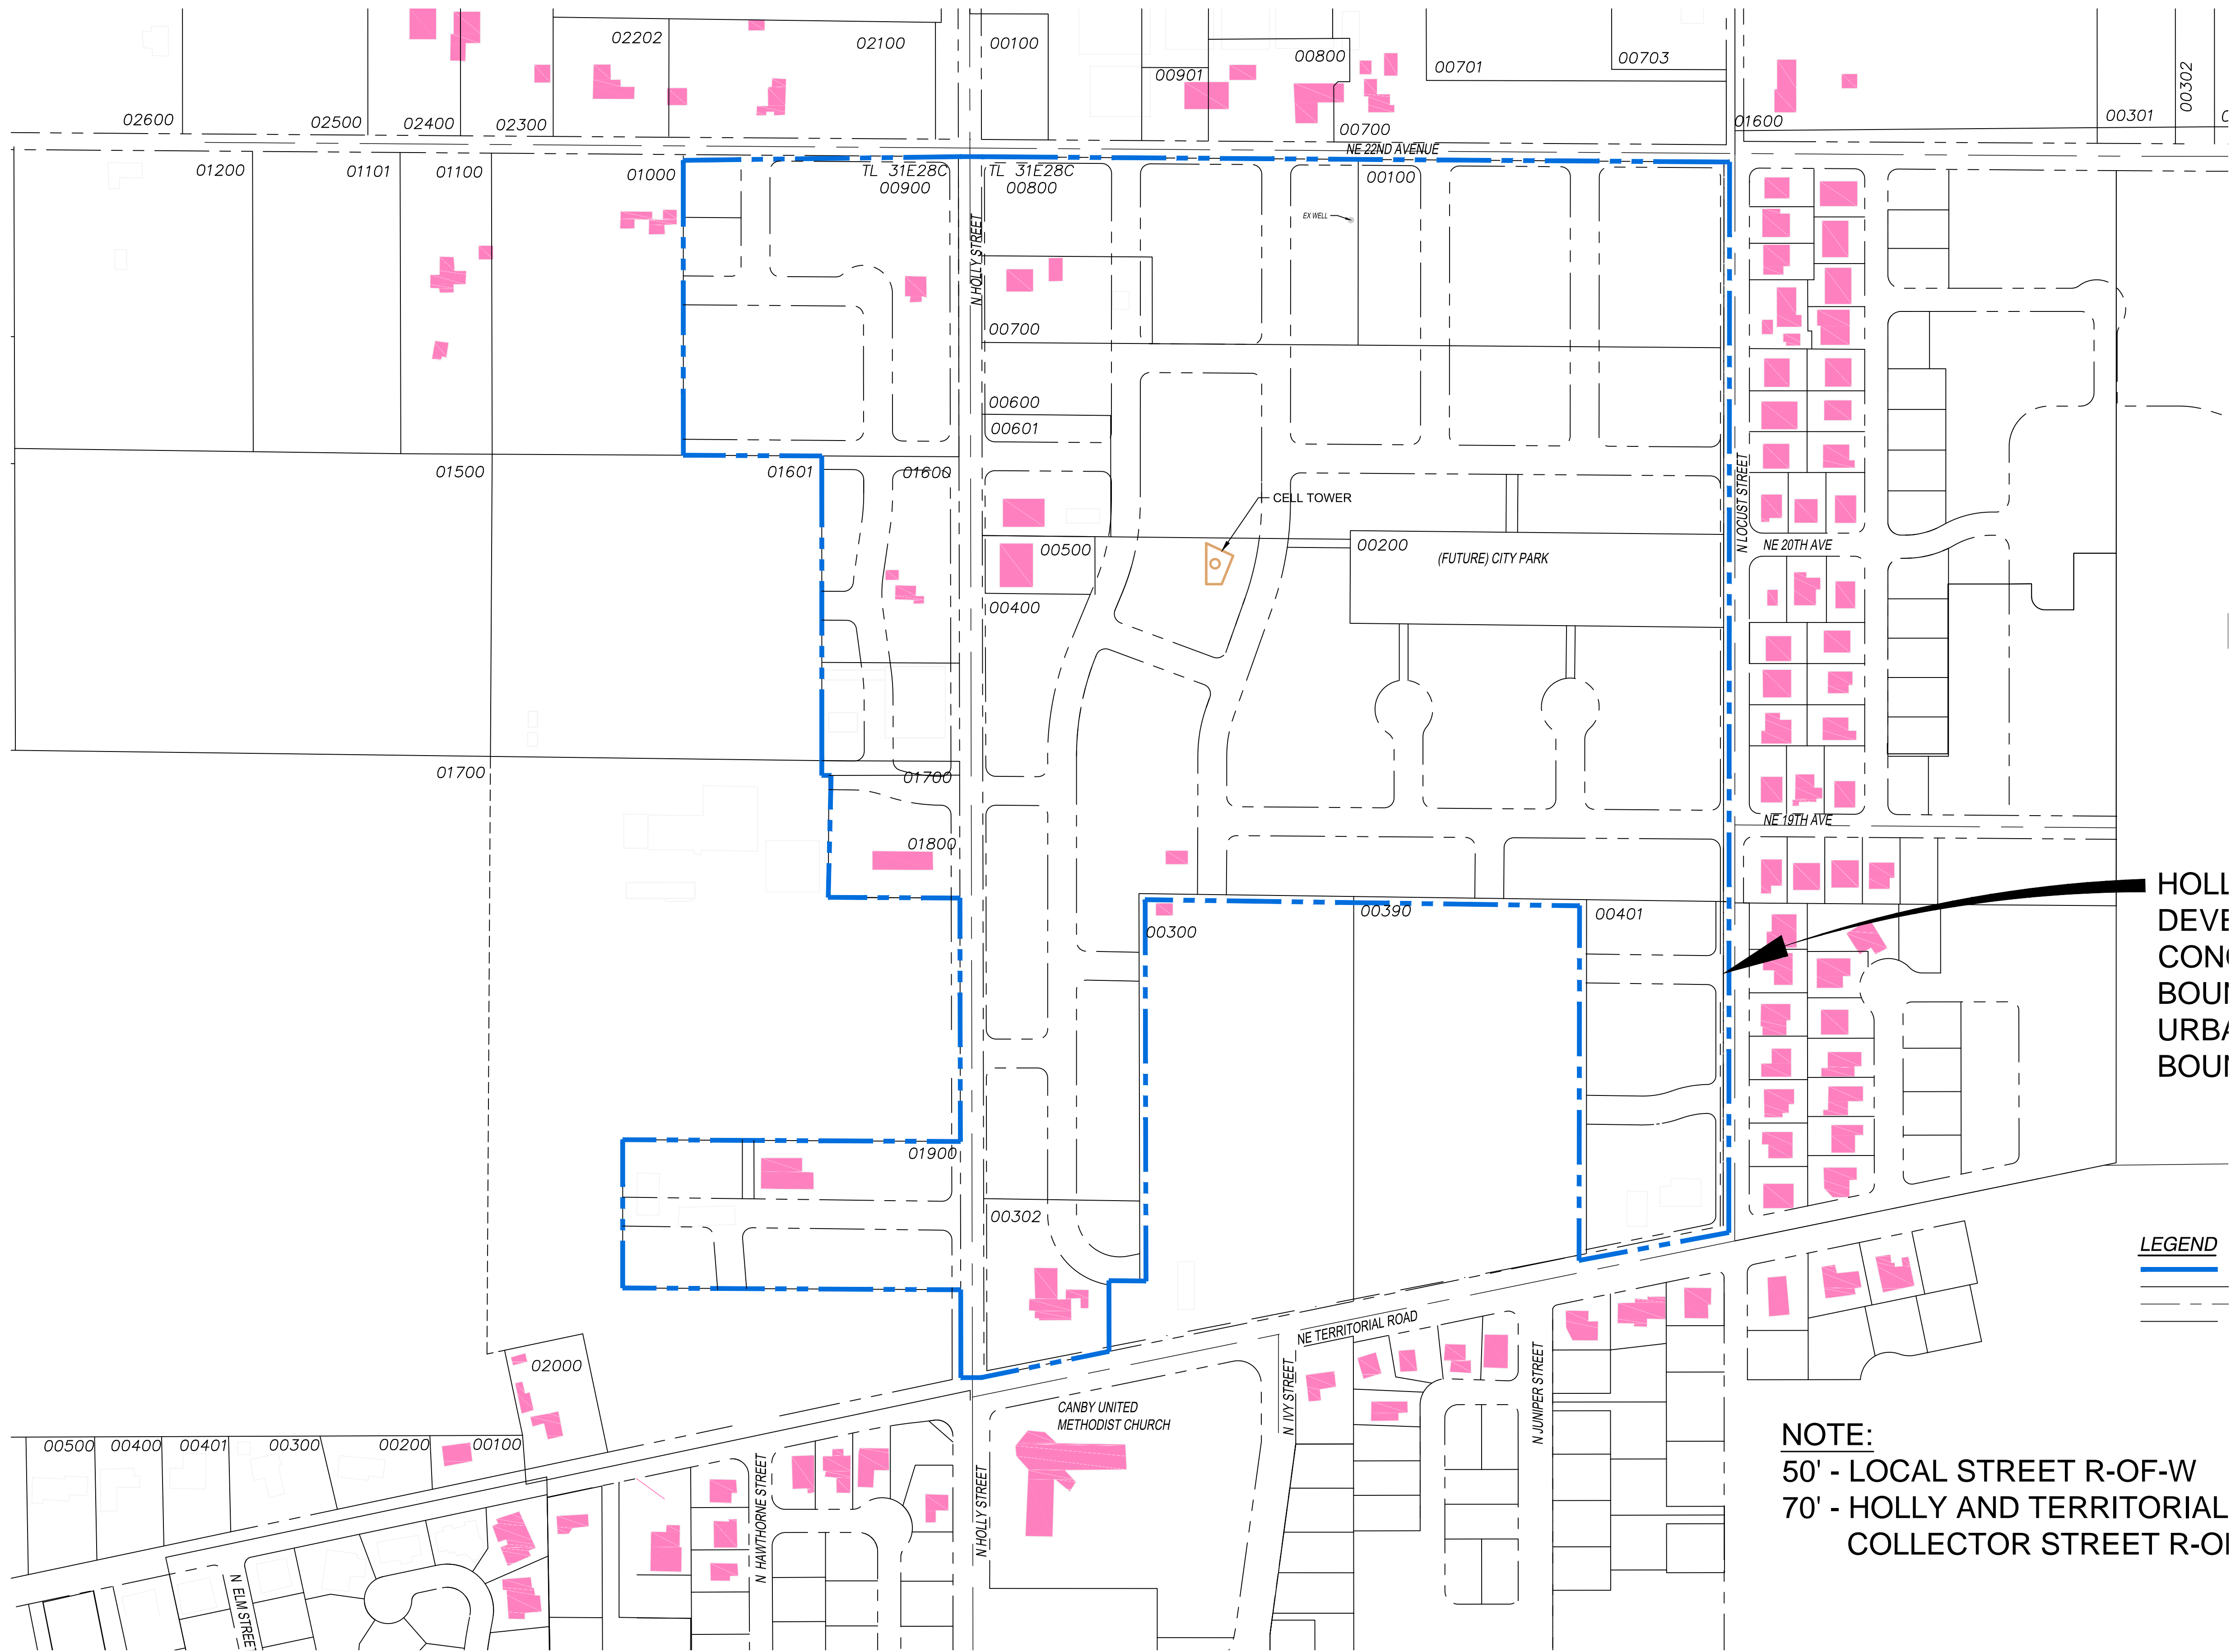 02202
02100
00100
00901
00800
00701
00703
00302
02600
02500
02400
02300
00700
01600
00301
NE 22ND AVENUE
01200
01101
01100
01000
TL 31E28C
00900
TL 31E28C
00800
00100
EX WELL
N HOLLY STREET
00700
00600
00601
01500
01601
01600
CELL TOWER
N LOCUST STREET
00500
00200
(FUTURE) CITY PARK
NE 20TH AVE
00400
01700
01700
NE 19TH AVE
01800
00390
00401
00300
HOLL
DEVE
CONC
BOUN
URBA
BOUN
01900
00302
LEGEND
NE TERRITORIAL ROAD
02000
N IVY STREET
N JUNIPER STREET
CANBY UNITED
METHODIST CHURCH
00500
00400
00401
00300
00200
00100
N HAWTHORNE STREET
N HOLLY STREET
N ELM STREET
NOTE:
50' - LOCAL STREET R-OF-W
70' - HOLLY AND TERRITORIAL
COLLECTOR STREET R-O